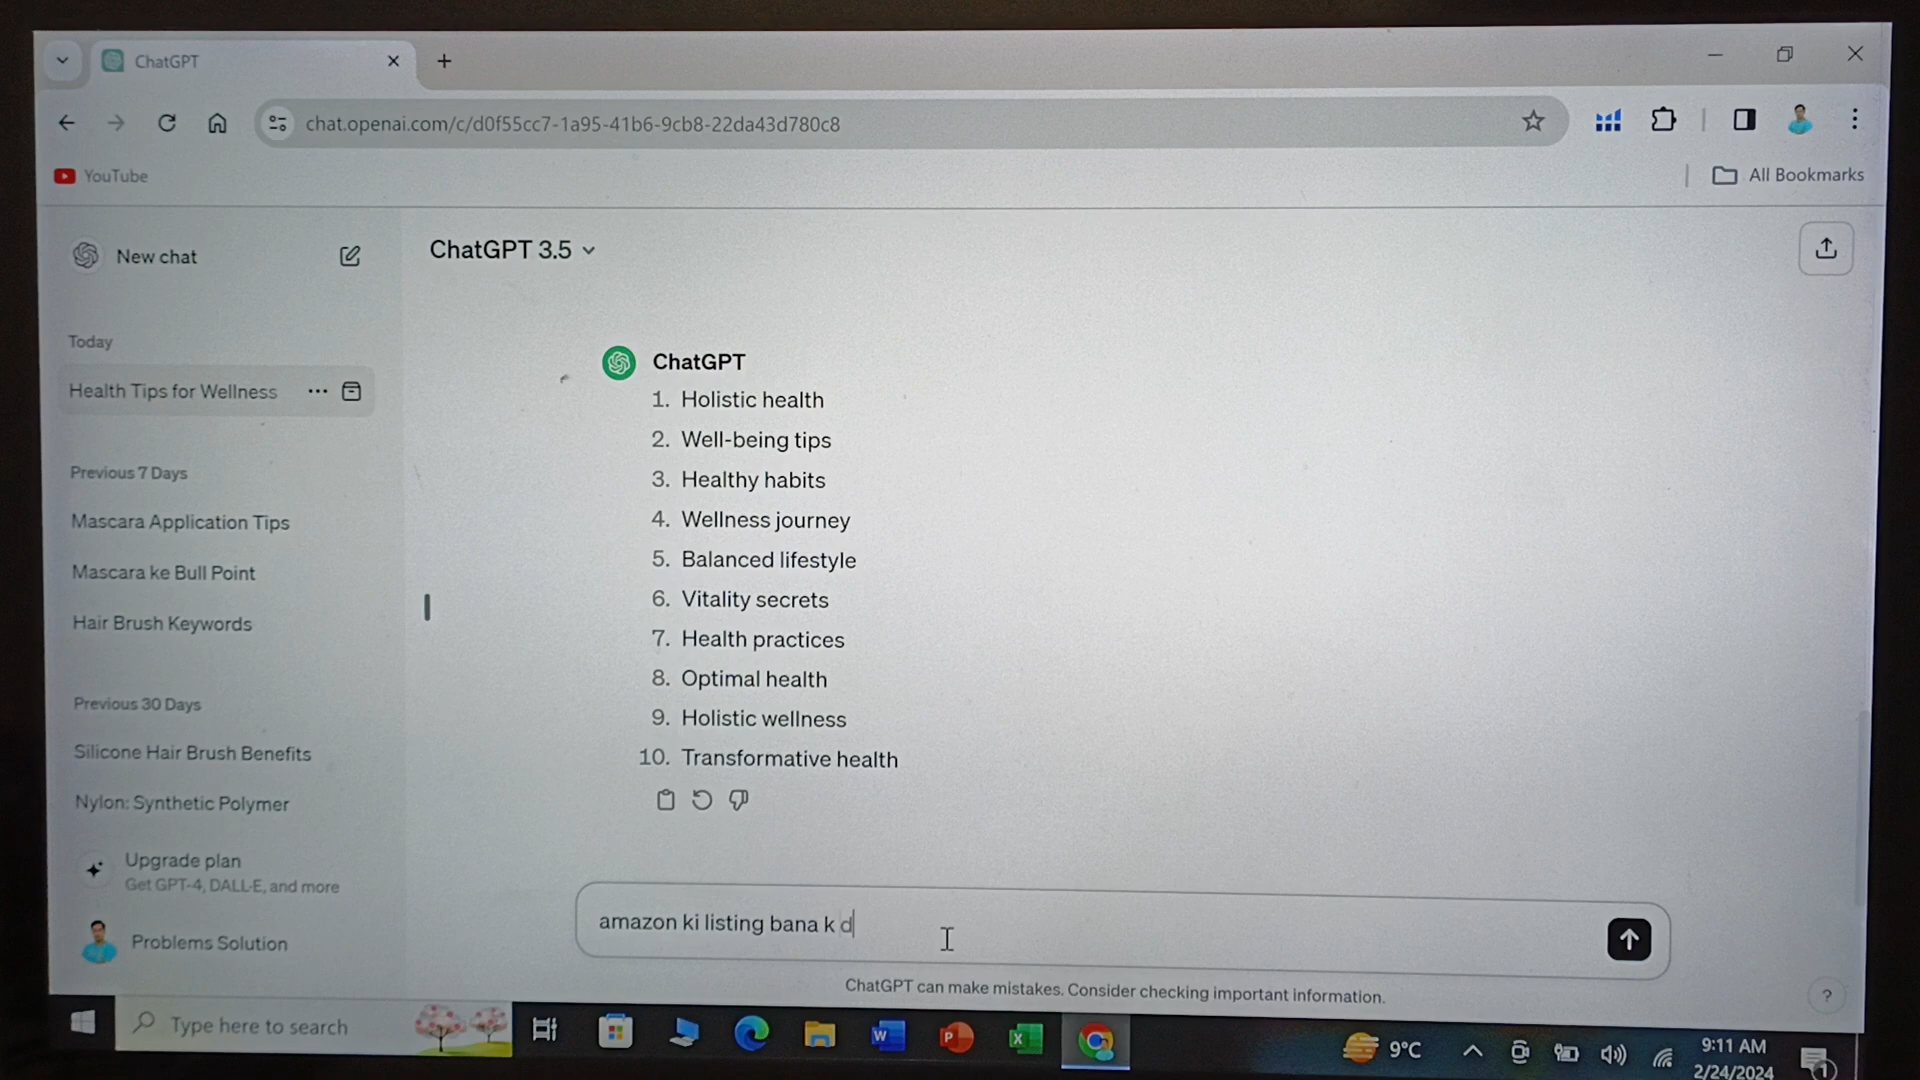 ChatGPT
chat.openai.com/c/d0f55cc7-1a95-41b6-9cb8-22da43d780c8
YouTube
All Bookmarks
New chat
ChatGPT 3.5
Today
Health Tips for Wellness
Previous 7 Days
Mascara Application Tips
Mascara ke Bull Point
Hair Brush Keywords
Previous 30 Days
Silicone Hair Brush Benefits
Nylon: Synthetic Polymer
Upgrade plan
Get GPT-4, DALL·E, and more
Problems Solution
ChatGPT
1. Holistic health
2. Well-being tips
3. Healthy habits
4. Wellness journey
5. Balanced lifestyle
6. Vitality secrets
7. Health practices
8. Optimal health
9. Holistic wellness
10. Transformative health
amazon ki listing bana k d
ChatGPT can make mistakes. Consider checking important information.
?
Type here to search
W
P
X
9°C
9:11 AM
2/24/2024
1